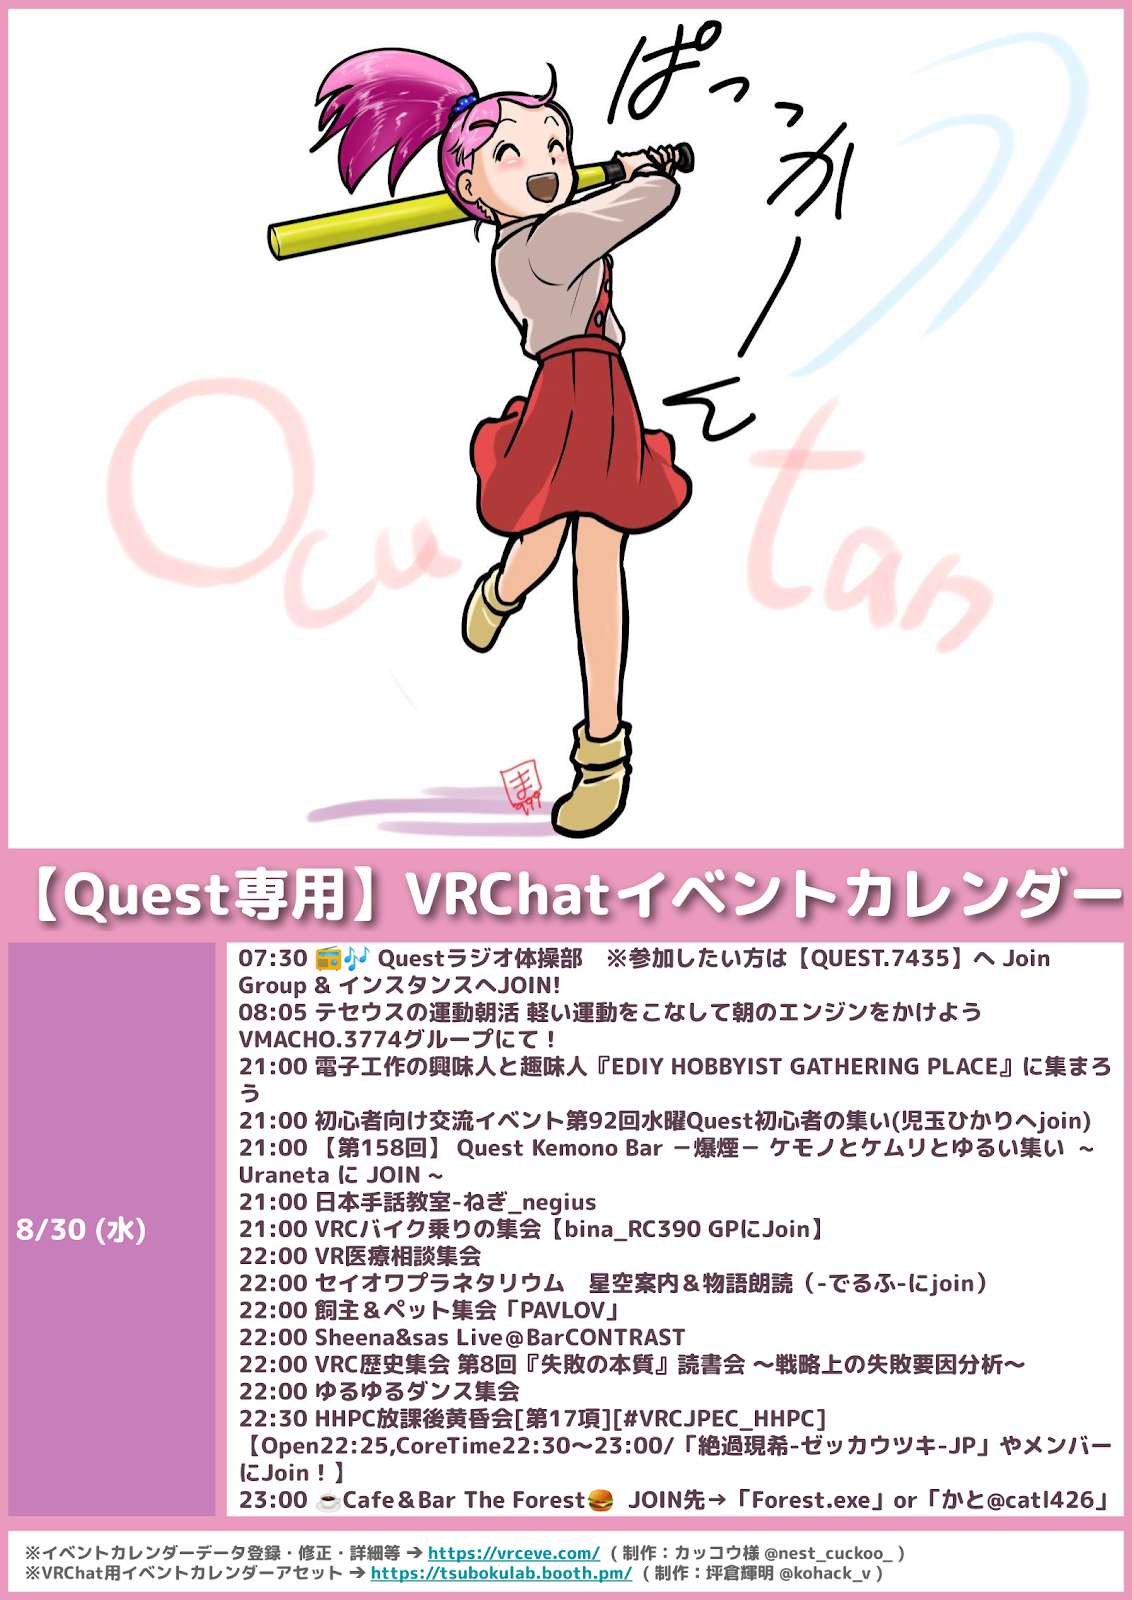 ぱっっかーん
Ocu tan
ま
999
【Quest専用】VRChatイベントカレンダー
8/30 (水)
07:30 📻🎶 Questラジオ体操部　※参加したい方は【QUEST.7435】へ Join
Group & インスタンスへJOIN!
08:05 テセウスの運動朝活 軽い運動をこなして朝のエンジンをかけよう
VMACHO.3774グループにて！
21:00 電子工作の興味人と趣味人『EDIY HOBBYIST GATHERING PLACE』に集まろ
う
21:00 初心者向け交流イベント第92回水曜Quest初心者の集い(児玉ひかりへjoin)
21:00 【第158回】 Quest Kemono Bar －爆煙－ ケモノとケムリとゆるい集い ~
Uraneta に JOIN ~
21:00 日本手話教室-ねぎ_negius
21:00 VRCバイク乗りの集会【bina_RC390 GPにJoin】
22:00 VR医療相談集会
22:00 セイオワプラネタリウム　星空案内＆物語朗読（-でるふ-にjoin）
22:00 飼主＆ペット集会「PAVLOV」
22:00 Sheena&sas Live＠BarCONTRAST
22:00 VRC歴史集会 第8回『失敗の本質』読書会 〜戦略上の失敗要因分析〜
22:00 ゆるゆるダンス集会
22:30 HHPC放課後黄昏会[第17項][#VRCJPEC_HHPC]
【Open22:25,CoreTime22:30〜23:00/「絶過現希-ゼッカウツキ-JP」やメンバー
にJoin！】
23:00 ☕Cafe＆Bar The Forest🍔 JOIN先→「Forest.exe」or「かと@catl426」
※イベントカレンダーデータ登録・修正・詳細等 ➔ https://vrceve.com/ ( 制作：カッコウ様 @nest_cuckoo_ )
※VRChat用イベントカレンダーアセット ➔ https://tsubokulab.booth.pm/ ( 制作：坪倉輝明 @kohack_v )